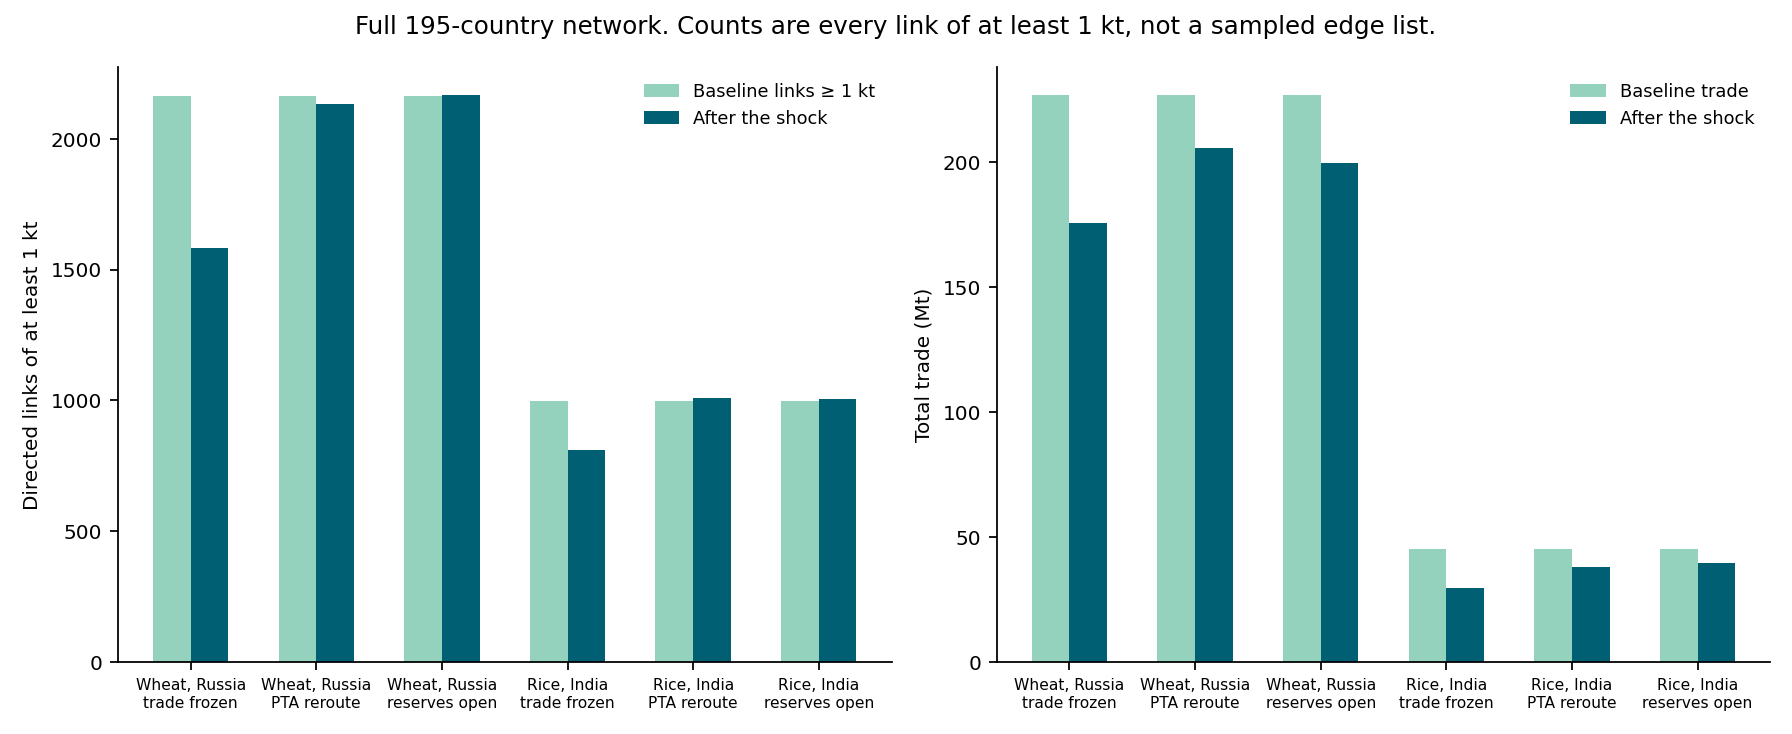 Full 195-country network. Counts are every link of at least 1 kt, not a sampled edge list.
Directed links of at least 1 kt
2000
1500
1000
500
0
Baseline links ≥ 1 kt
After the shock
Wheat, Russia
trade frozen
Wheat, Russia
PTA reroute
Wheat, Russia
reserves open
Rice, India
trade frozen
Rice, India
PTA reroute
Rice, India
reserves open
Total trade (Mt)
200
150
100
50
0
Baseline trade
After the shock
Wheat, Russia
trade frozen
Wheat, Russia
PTA reroute
Wheat, Russia
reserves open
Rice, India
trade frozen
Rice, India
PTA reroute
Rice, India
reserves open